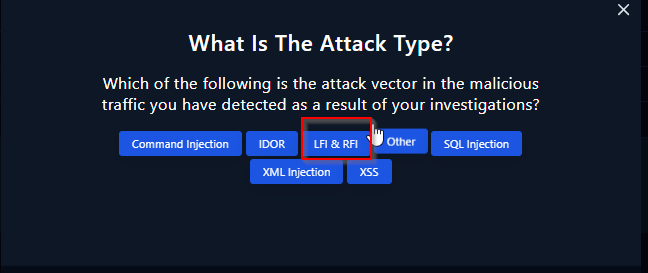 What Is The Attack Type?
Which of the following is the attack vector in the malicious
traffic you have detected as a result of your investigations?
Command Injection IDOR LFI & RFI Other SQL Injection
XML Injection XSS